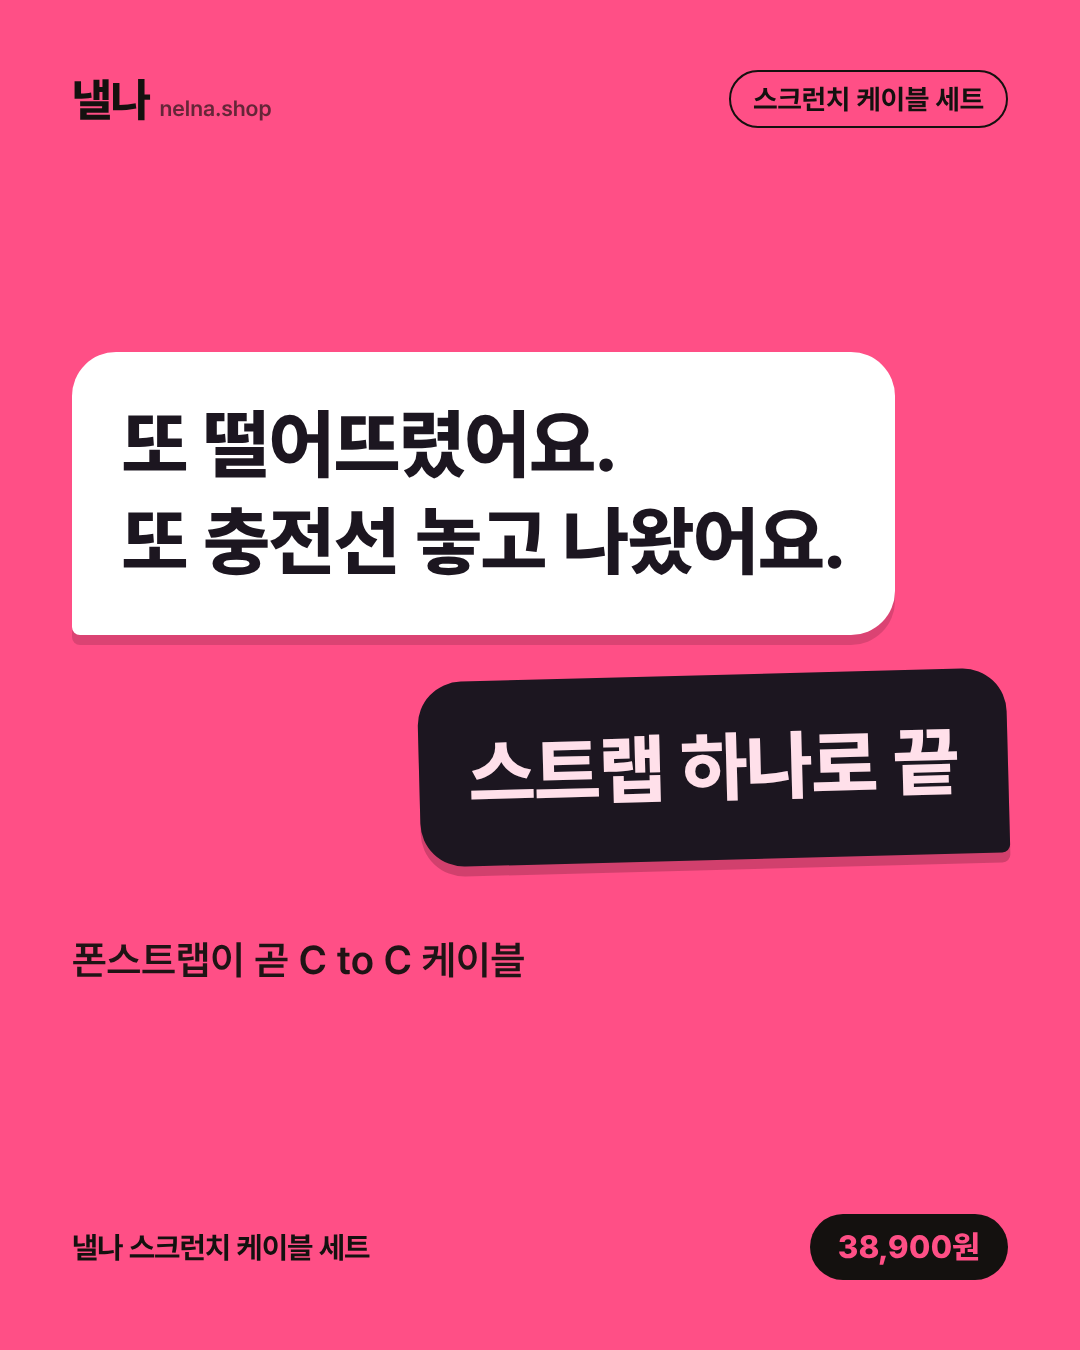 낼나 nelna.shop
스크런치 케이블 세트
또 떨어뜨렸어요.
또 충전선 놓고 나왔어요.
스트랩 하나로 끝
폰스트랩이 곧 C to C 케이블
낼나 스크런치 케이블 세트
38,900원